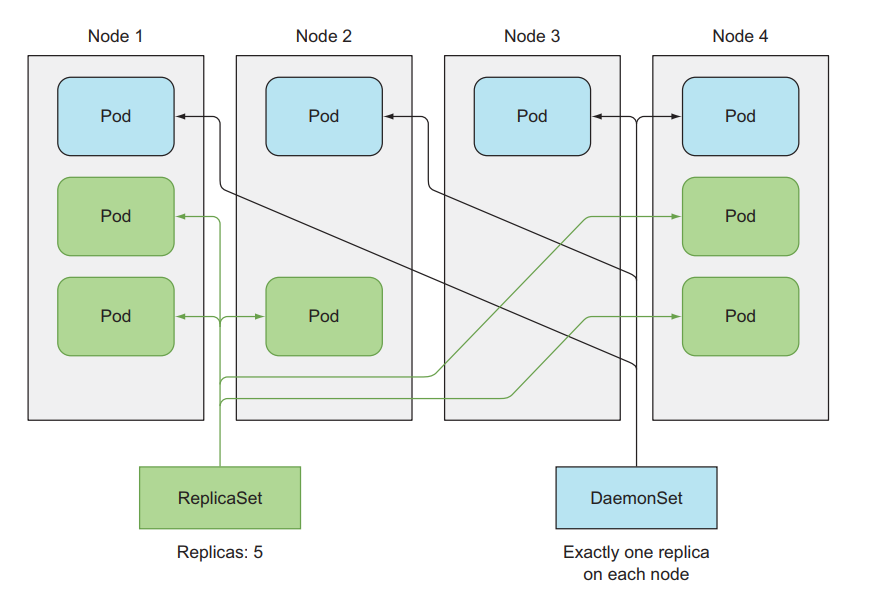 Node 1
Node 2
Node 3
Node 4
Pod
Pod
Pod
Pod
Pod
Pod
Pod
Pod
Pod
ReplicaSet
DaemonSet
Replicas: 5
Exactly one replica
on each node